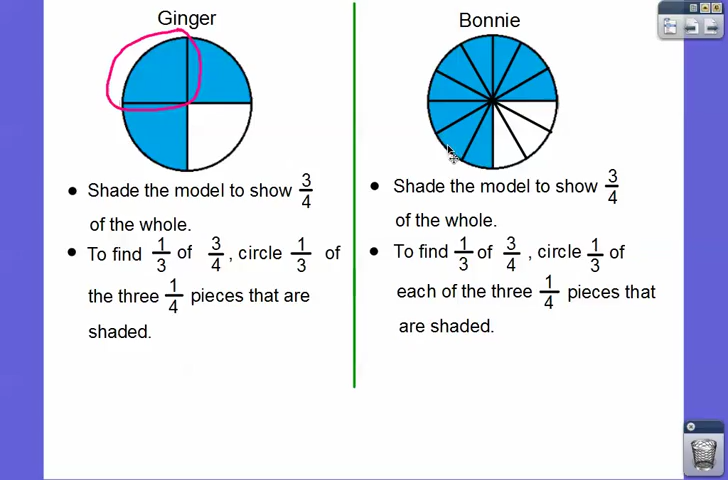 Ginger
Shade the model to show 3/4
of the whole.
To find 1/3 of 3/4, circle 1/3 of
the three 1/4 pieces that are
shaded.
Bonnie
Shade the model to show 3/4
of the whole.
To find 1/3 of 3/4, circle 1/3 of
each of the three 1/4 pieces that
are shaded.